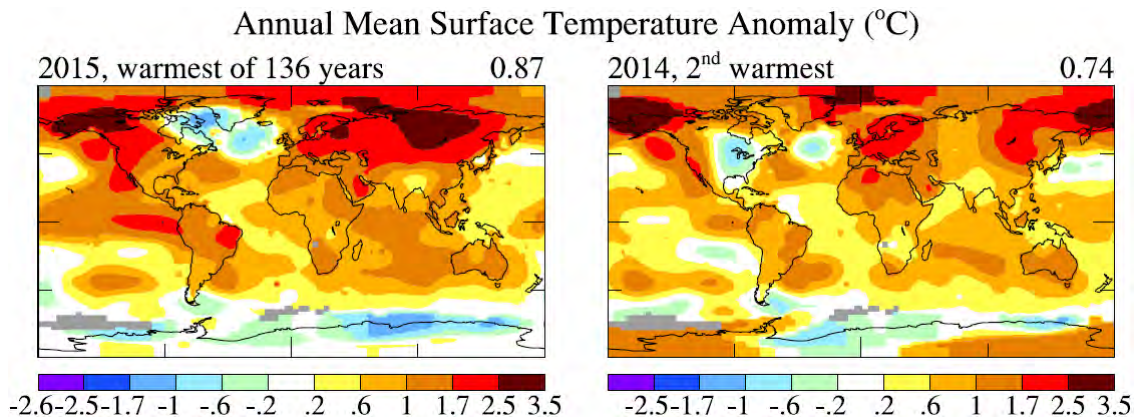 Annual Mean Surface Temperature Anomaly (°C)
2015, warmest of 136 years 0.87
2014, 2nd warmest 0.74
-2.6 -2.5 -1.7 -1 -.6 -.2 .2 .6 1 1.7 2.5 3.5
-2.5 -1.7 -1 -.6 -.2 .2 .6 1 1.7 2.5 3.5